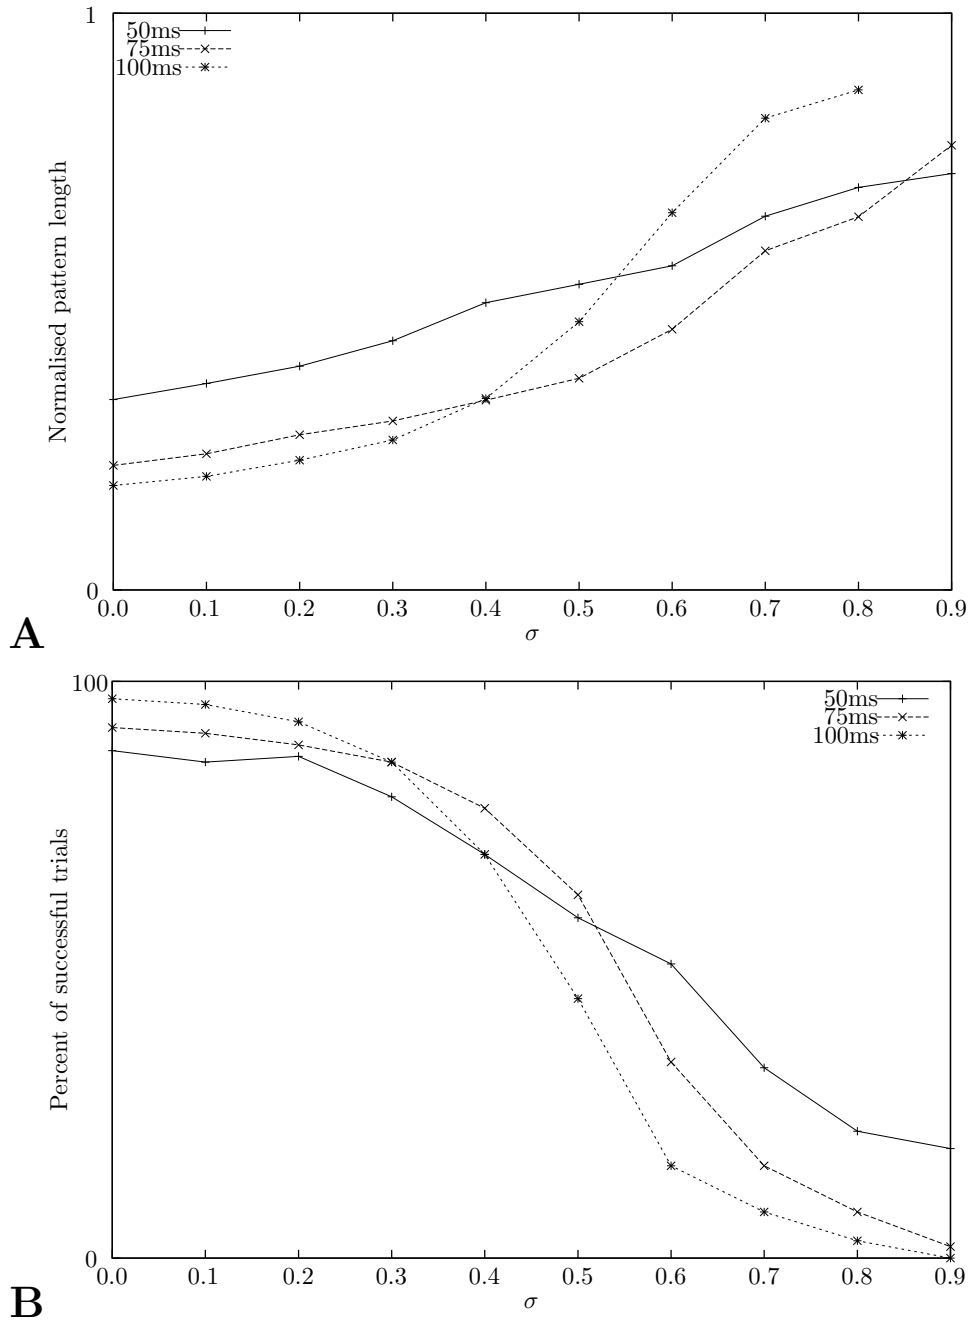 1
50ms
75ms
100ms
Normalised pattern length
0
0.0 0.1 0.2 0.3 0.4 0.5 0.6 0.7 0.8 0.9
σ
A
100
50ms
75ms
100ms
Percent of successful trials
0
0.0 0.1 0.2 0.3 0.4 0.5 0.6 0.7 0.8 0.9
σ
B